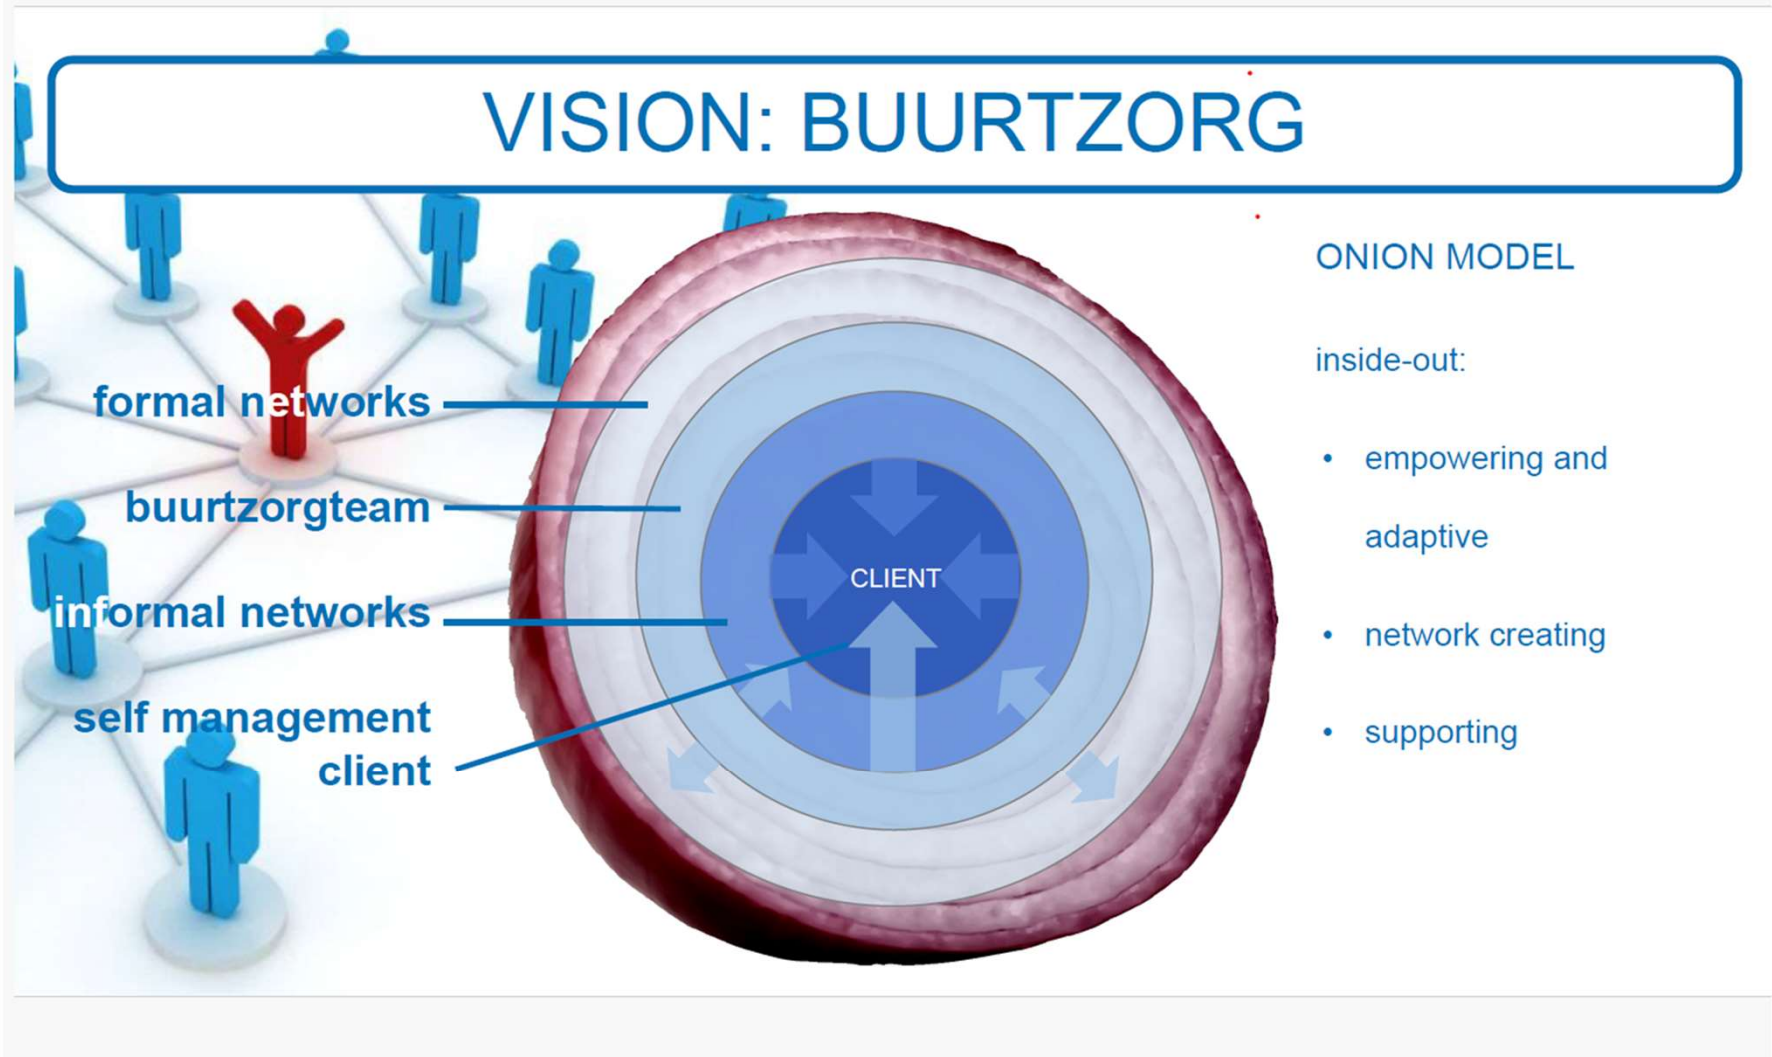 VISION: BUURTZORG
formal networks
buurtzorgteam
informal networks
self management
client
CLIENT
ONION MODEL
inside-out:
• empowering and
adaptive
• network creating
• supporting